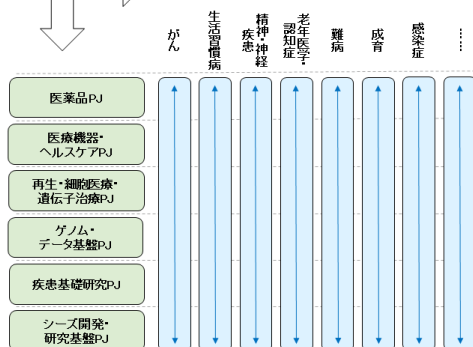 がん
生活習慣病
精神・神経
疾患
老年医学・
認知症
難病
成育
感染症
……
医薬品PJ
医療機器・
ヘルスケアPJ
再生・細胞医療・
遺伝子治療PJ
ゲノム・
データ基盤PJ
疾患基礎研究PJ
シーズ開発・
研究基盤PJ